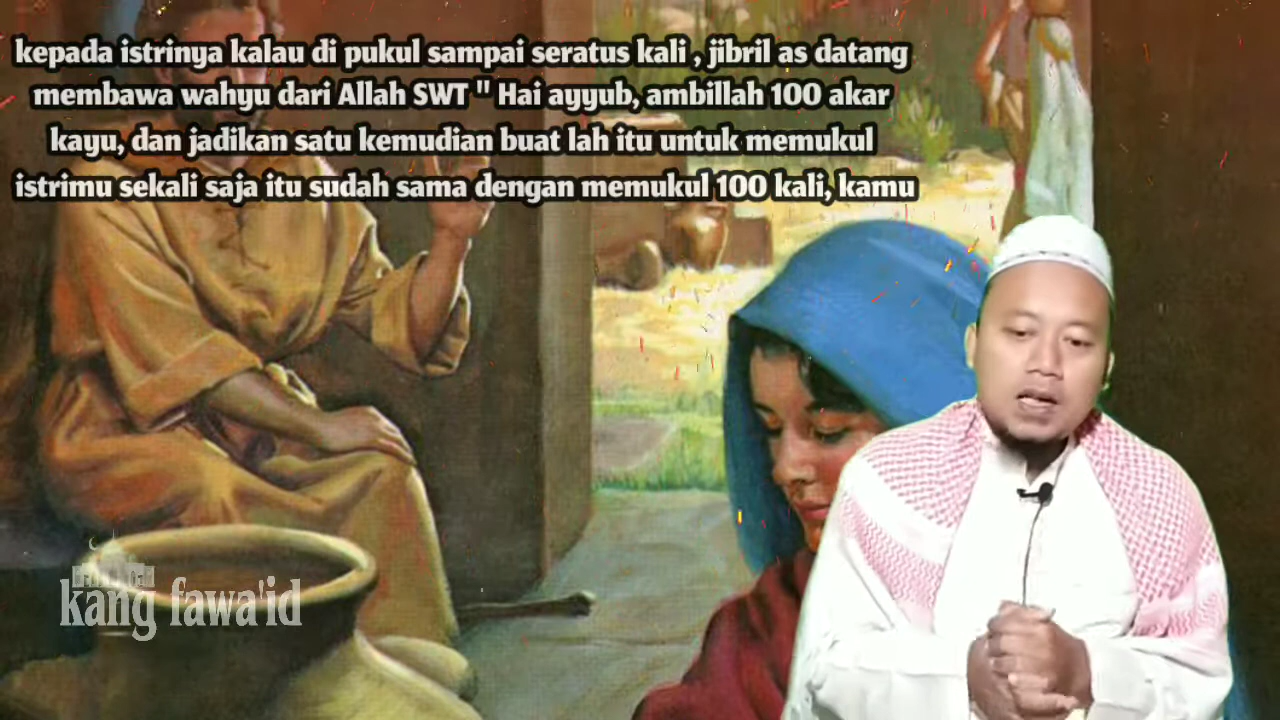 kepada istrinya kalau di pukul sampai seratus kali , jibril as datang
membawa wahyu dari Allah SWT " Hai ayyub, ambillah 100 akar
kayu, dan jadikan satu kemudian buat lah itu untuk memukul
istrimu sekali saja itu sudah sama dengan memukul 100 kali, kamu
kang fawa'id